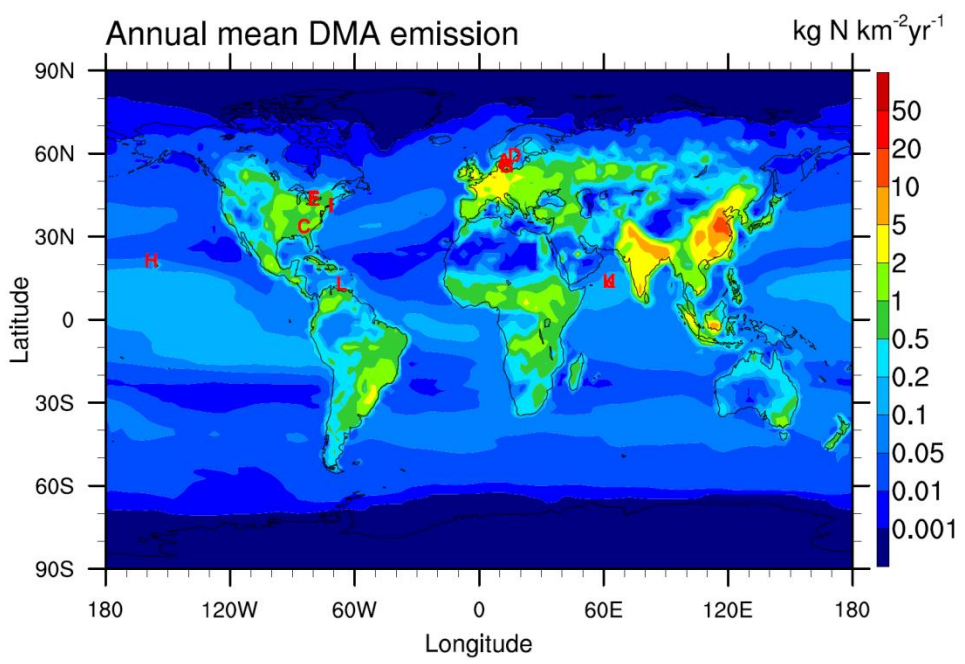 Annual mean DMA emission
kg N km⁻²yr⁻¹
90N
60N
30N
0
30S
60S
90S
Latitude
180
120W
60W
0
60E
120E
180
Longitude
50
20
10
5
2
1
0.5
0.2
0.1
0.05
0.01
0.001
D
E
I
C
H
L